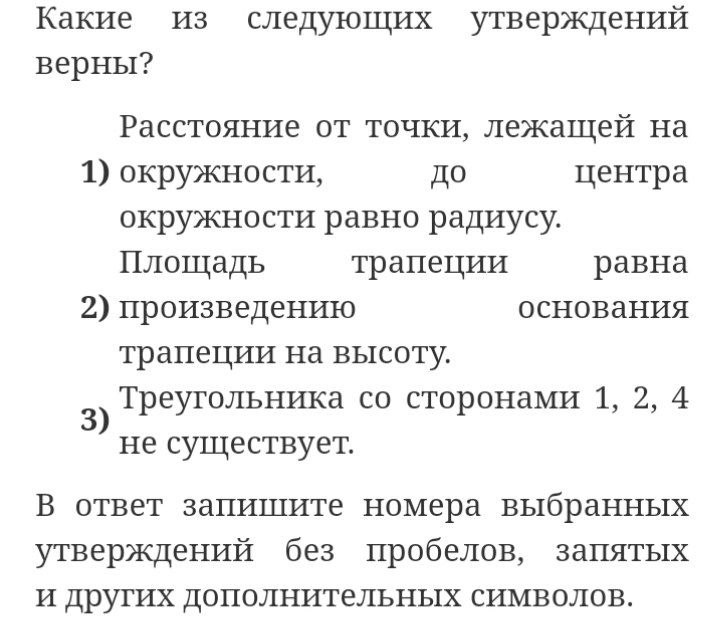 Какие из следующих утверждений
верны?
Расстояние от точки, лежащей на
1) окружности, до центра
окружности равно радиусу.
Площадь трапеции равна
2) произведению основания
трапеции на высоту.
Треугольника со сторонами 1, 2, 4
3)
не существует.
В ответ запишите номера выбранных
утверждений без пробелов, запятых
и других дополнительных символов.